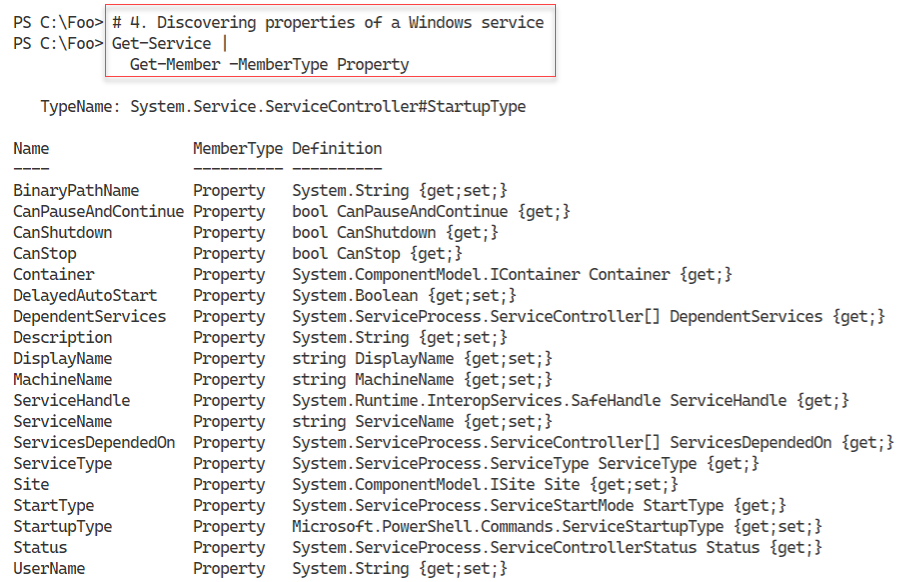 PS C:\Foo> # 4. Discovering properties of a Windows service
PS C:\Foo> Get-Service |
Get-Member -MemberType Property
TypeName: System.Service.ServiceController#StartupType
Name MemberType Definition
---- ---------- ----------
BinaryPathName Property System.String {get;set;}
CanPauseAndContinue Property bool CanPauseAndContinue {get;}
CanShutdown Property bool CanShutdown {get;}
CanStop Property bool CanStop {get;}
Container Property System.ComponentModel.IContainer Container {get;}
DelayedAutoStart Property System.Boolean {get;set;}
DependentServices Property System.ServiceProcess.ServiceController[] DependentServices {get;}
Description Property System.String {get;set;}
DisplayName Property string DisplayName {get;set;}
MachineName Property string MachineName {get;set;}
ServiceHandle Property System.Runtime.InteropServices.SafeHandle ServiceHandle {get;}
ServiceName Property string ServiceName {get;set;}
ServicesDependedOn Property System.ServiceProcess.ServiceController[] ServicesDependedOn {get;}
ServiceType Property System.ServiceProcess.ServiceType ServiceType {get;}
Site Property System.ComponentModel.ISite Site {get;set;}
StartType Property System.ServiceProcess.ServiceStartMode StartType {get;}
StartupType Property Microsoft.PowerShell.Commands.ServiceStartupType {get;set;}
Status Property System.ServiceProcess.ServiceControllerStatus Status {get;}
UserName Property System.String {get;set;}